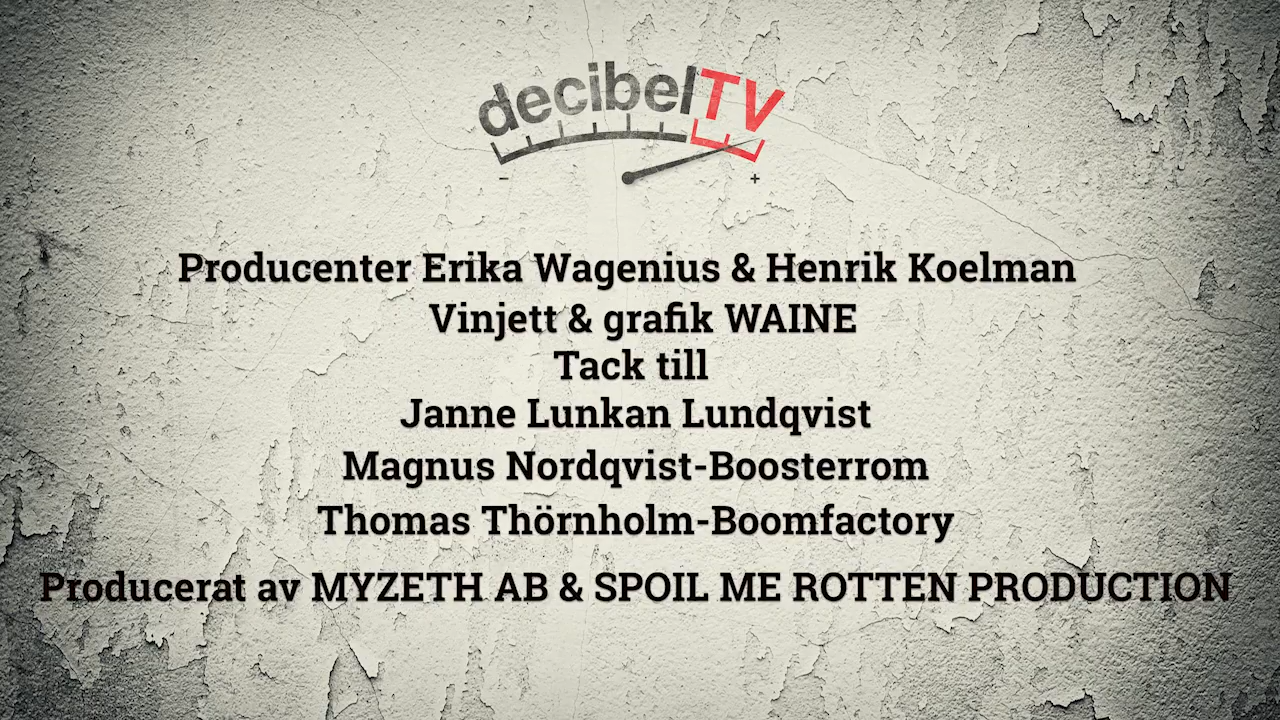 decibelTV
- +
Producenter Erika Wagenius & Henrik Koelman
Vinjett & grafik WAINE
Tack till
Janne Lunkan Lundqvist
Magnus Nordqvist-Boosterrom
Thomas Thörnholm-Boomfactory
Producerat av MYZETH AB & SPOIL ME ROTTEN PRODUCTION